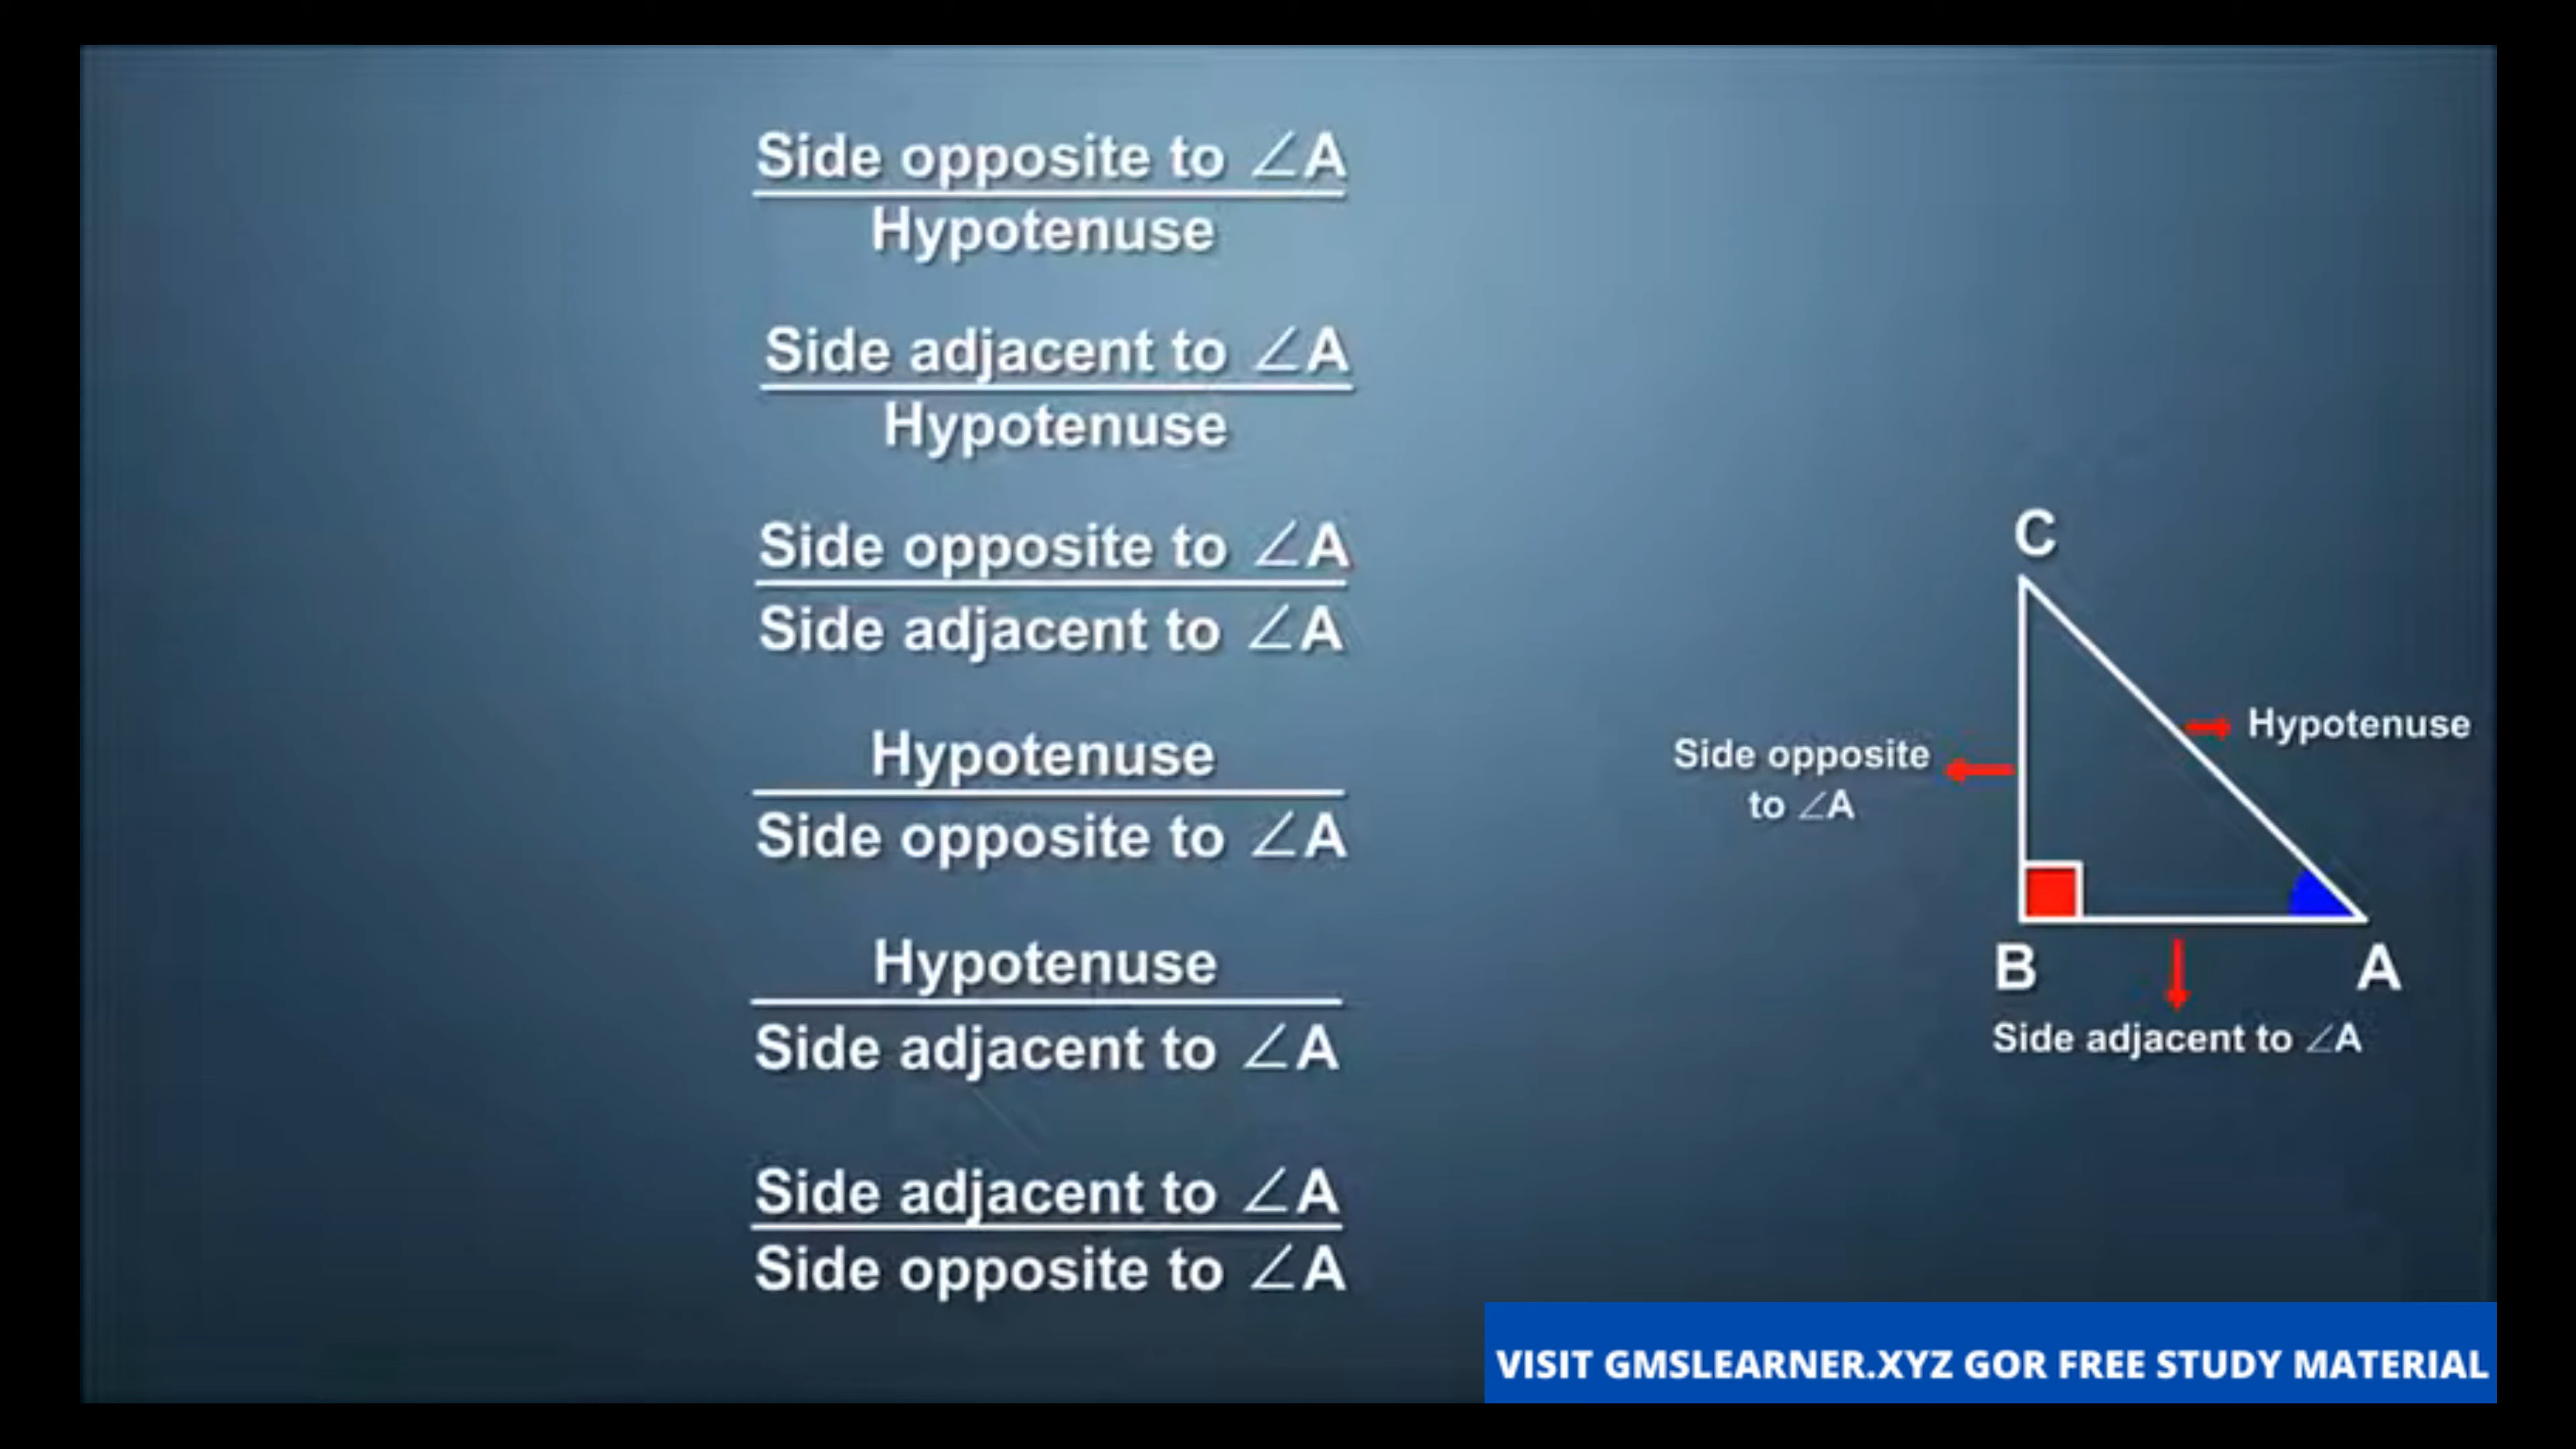 Side opposite to ∠A
Hypotenuse
Side adjacent to ∠A
Hypotenuse
Side opposite to ∠A
Side adjacent to ∠A
Hypotenuse
Side opposite to ∠A
Hypotenuse
Side adjacent to ∠A
Side adjacent to ∠A
Side opposite to ∠A
C
Hypotenuse
Side opposite
to ∠A
B
A
Side adjacent to ∠A
VISIT GMSLEARNER.XYZ GOR FREE STUDY MATERIAL